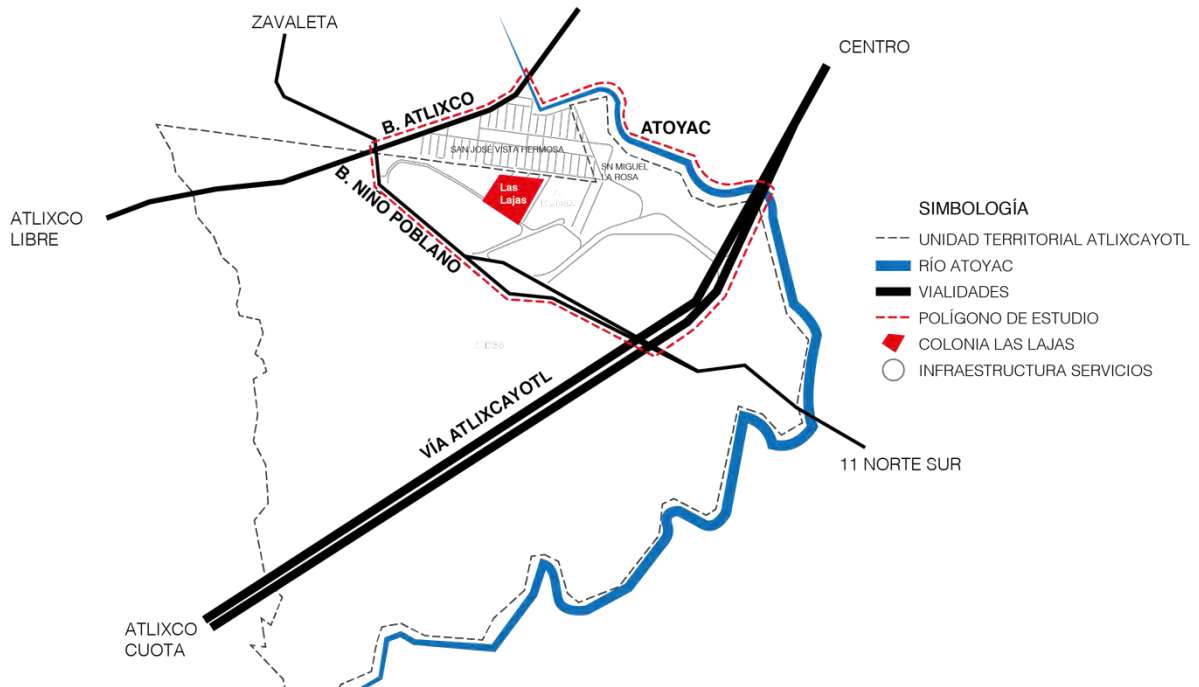 ZAVALETA
CENTRO
B. ATLIXCO
ATOYAC
SAN JOSÉ VISTA HERMOSA
SN MIGUEL
LA ROSA
Las
Lajas
B. NIÑO POBLANO
ATLIXCO
LIBRE
SIMBOLOGÍA
UNIDAD TERRITORIAL ATLIXCAYOTL
RÍO ATOYAC
VIALIDADES
POLÍGONO DE ESTUDIO
COLONIA LAS LAJAS
INFRAESTRUCTURA SERVICIOS
VÍA ATLIXCAYOTL
11 NORTE SUR
ATLIXCO
CUOTA